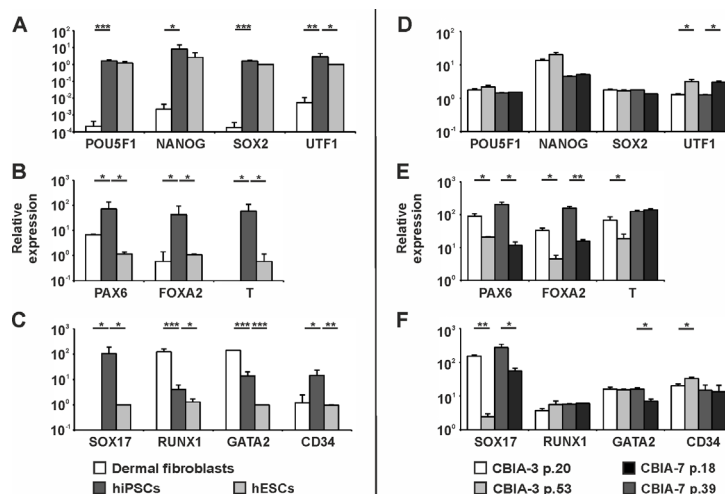 A
*** * *** ** *
10² 10¹ 10⁰ 10⁻¹ 10⁻² 10⁻³ 10⁻⁴
POU5F1 NANOG SOX2 UTF1
B
* * * * * *
Relative expression
10³ 10² 10¹ 10⁰ 10⁻¹
PAX6 FOXA2 T
C
* * *** * *** *** * **
10³ 10² 10¹ 10⁰ 10⁻¹
SOX17 RUNX1 GATA2 CD34
Dermal fibroblasts
hiPSCs hESCs
D
* *
10² 10¹ 10⁰ 10⁻¹
POU5F1 NANOG SOX2 UTF1
E
* * * ** *
Relative expression
10³ 10² 10¹ 10⁰
PAX6 FOXA2 T
F
** * * *
10³ 10² 10¹ 10⁰
SOX17 RUNX1 GATA2 CD34
CBIA-3 p.20 CBIA-7 p.18
CBIA-3 p.53 CBIA-7 p.39